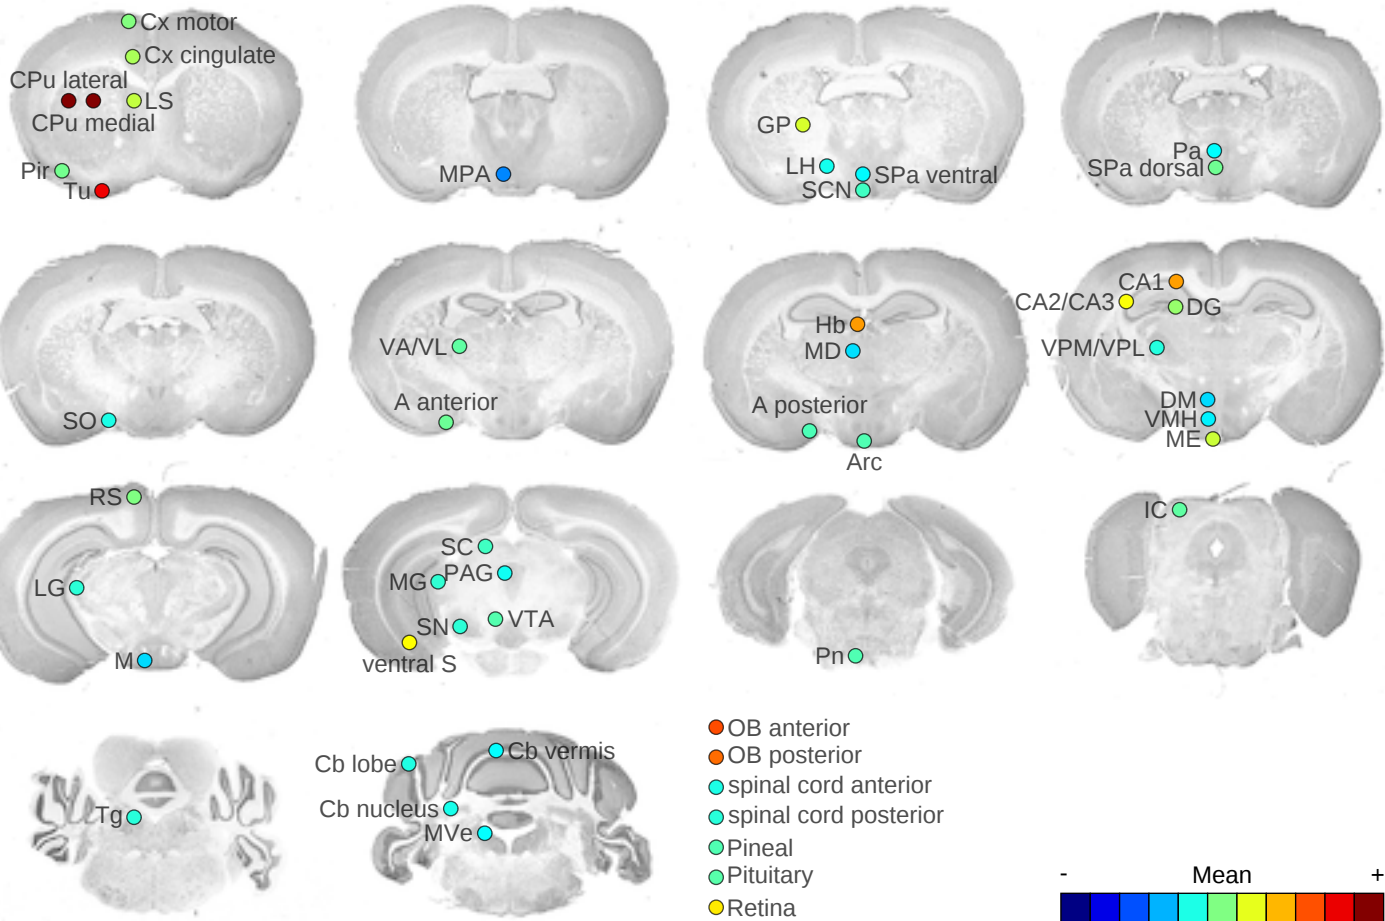 Cx motor
Cx cingulate
CPu lateral
LS
CPu medial
Pir
Tu
MPA
GP
LH
SPa ventral
SCN
Pa
SPa dorsal
SO
VA/VL
A anterior
Hb
MD
A posterior
Arc
CA1
CA2/CA3
DG
VPM/VPL
DM
VMH
ME
RS
LG
M
SC
PAG
MG
VTA
SN
ventral S
Pn
IC
Tg
Cb vermis
Cb lobe
Cb nucleus
MVe
OB anterior
OB posterior
spinal cord anterior
spinal cord posterior
Pineal
Pituitary
Retina
- Mean +